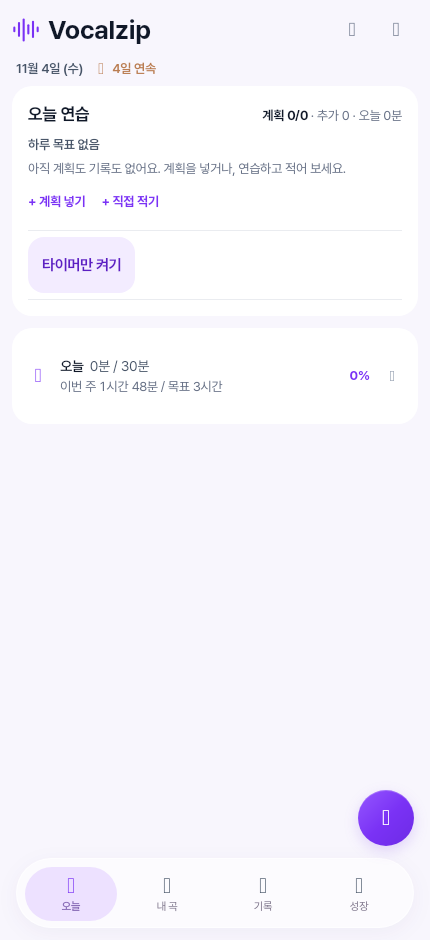 Vocalzip
11월 4일 (수) 4일 연속
오늘 연습 계획 0/0 · 추가 0 · 오늘 0분
하루 목표 없음
아직 계획도 기록도 없어요. 계획을 넣거나, 연습하고 적어 보세요.
+ 계획 넣기 + 직접 적기
타이머만 켜기
오늘 0분 / 30분
이번 주 1시간 48분 / 목표 3시간
0%
오늘 내 곡 기록 성장